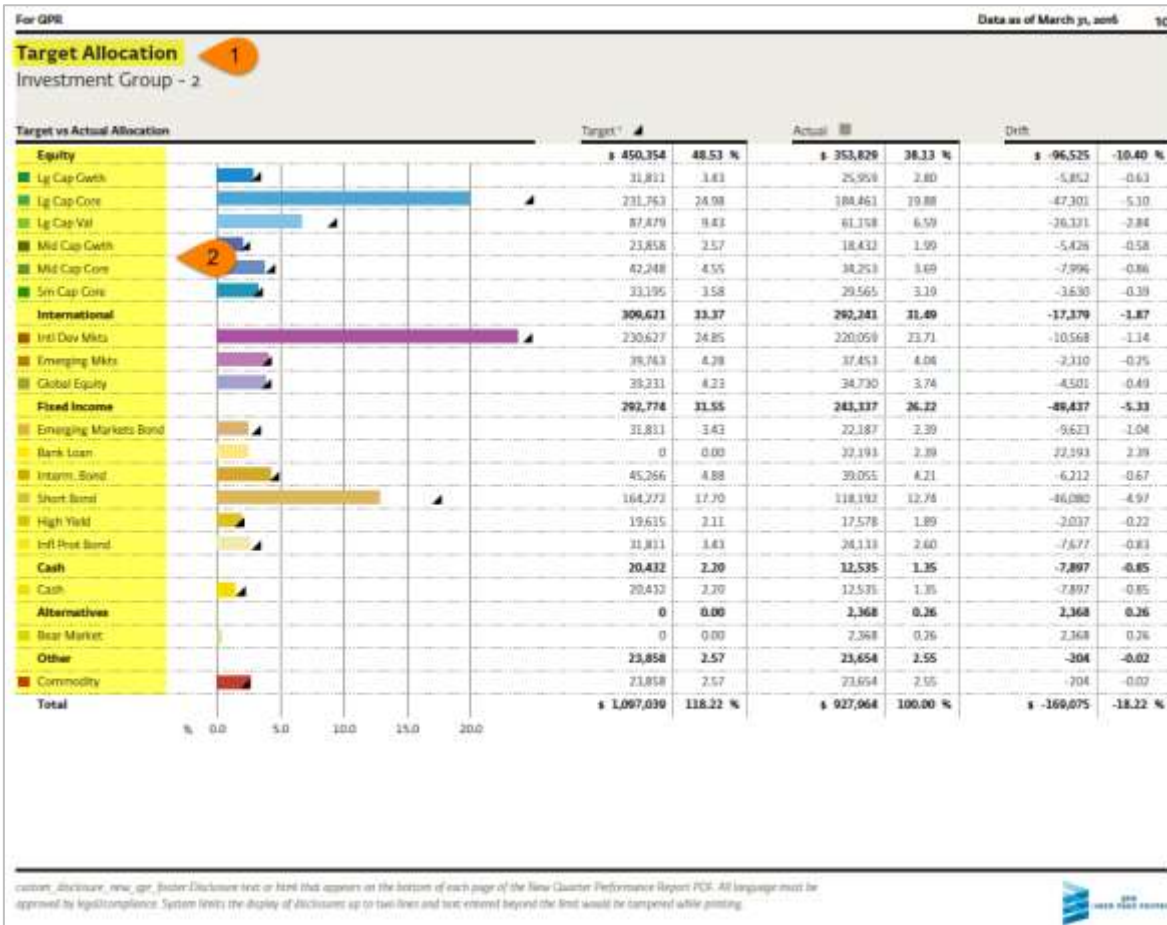 For QPR Data as of March 31, 2016 10
Target Allocation 1
Investment Group - 2
Target vs Actual Allocation Target Actual Drift
Equity $ 450,354 48.53 % $ 353,829 38.13 % $ -96,525 -10.40 %
Lg Cap Gwth 31,811 3.43 25,959 2.80 -5,852 -0.63
Lg Cap Core 231,763 24.98 184,461 19.88 -47,301 -5.10
Lg Cap Val 87,479 9.43 61,158 6.59 -26,321 -2.84
Mid Cap Gwth 23,858 2.57 18,432 1.99 -5,426 -0.58
2
Mid Cap Core 42,248 4.55 34,253 3.69 -7,996 -0.86
Sm Cap Core 33,195 3.58 29,565 3.19 -3,630 -0.39
International 309,621 33.37 292,241 31.49 -17,379 -1.87
Intl Dev Mkts 230,627 24.85 220,059 23.71 -10,568 -1.14
Emerging Mkts 39,763 4.28 37,453 4.04 -2,310 -0.25
Global Equity 39,231 4.23 34,730 3.74 -4,501 -0.49
Fixed Income 292,774 31.55 243,337 26.22 -49,437 -5.33
Emerging Markets Bond 31,811 3.43 22,187 2.39 -9,623 -1.04
Bank Loan 0 0.00 22,193 2.39 22,193 2.39
Interm. Bond 45,266 4.88 39,055 4.21 -6,212 -0.67
Short Bond 164,272 17.70 118,192 12.74 -46,080 -4.97
High Yield 19,615 2.11 17,578 1.89 -2,037 -0.22
Infl Prot Bond 31,811 3.43 24,133 2.60 -7,677 -0.83
Cash 20,432 2.20 12,535 1.35 -7,897 -0.85
Cash 20,432 2.20 12,535 1.35 -7,897 -0.85
Alternatives 0 0.00 2,368 0.26 2,368 0.26
Bear Market 0 0.00 2,368 0.26 2,368 0.26
Other 23,858 2.57 23,654 2.55 -204 -0.02
Commodity 23,858 2.57 23,654 2.55 -204 -0.02
Total $ 1,097,039 118.22 % $ 927,964 100.00 % $ -169,075 -18.22 %
% 0.0 5.0 10.0 15.0 20.0
custom_disclosure_new_qpr_footer Disclosure text or html that appears on the bottom of each page of the New Quarter Performance Report PDF. All language must be
approved by legal/compliance. System limits the display of disclosures up to two lines and text entered beyond the limit would be tampered while printing.